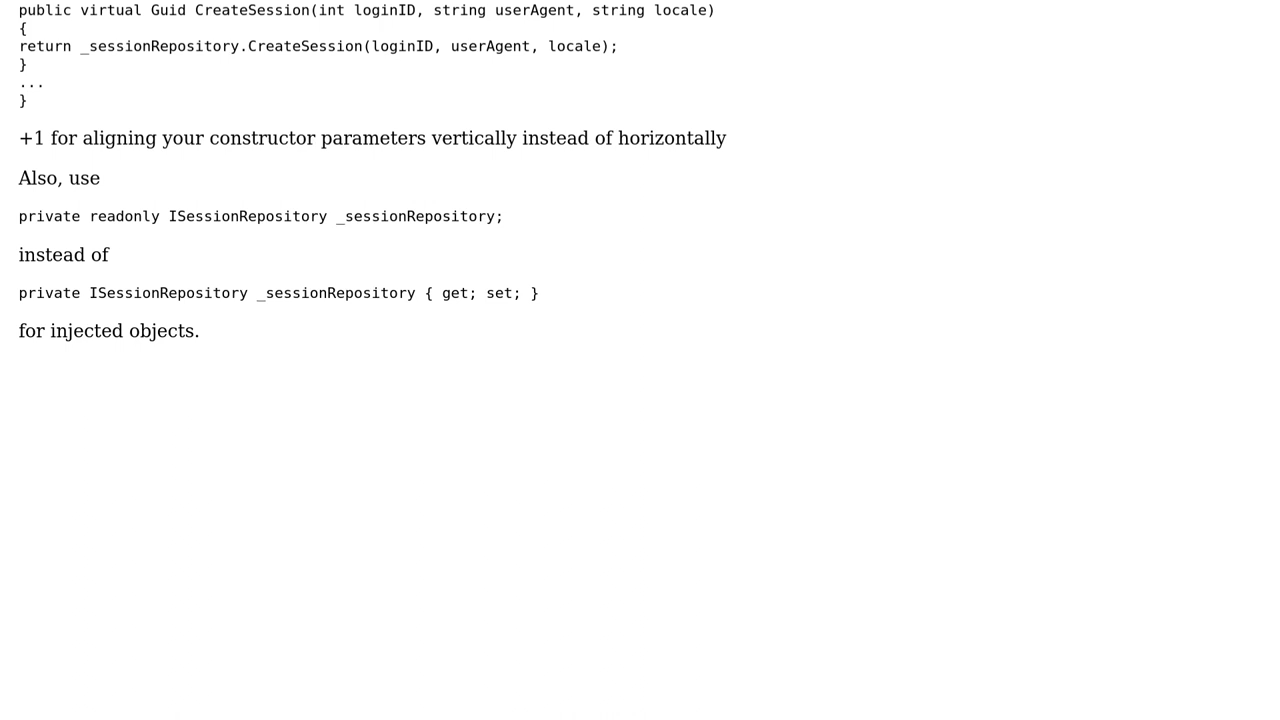 public virtual Guid CreateSession(int loginID, string userAgent, string locale)
{
return _sessionRepository.CreateSession(loginID, userAgent, locale);
}
...
}
+1 for aligning your constructor parameters vertically instead of horizontally
Also, use
private readonly ISessionRepository _sessionRepository;
instead of
private ISessionRepository _sessionRepository { get; set; }
for injected objects.